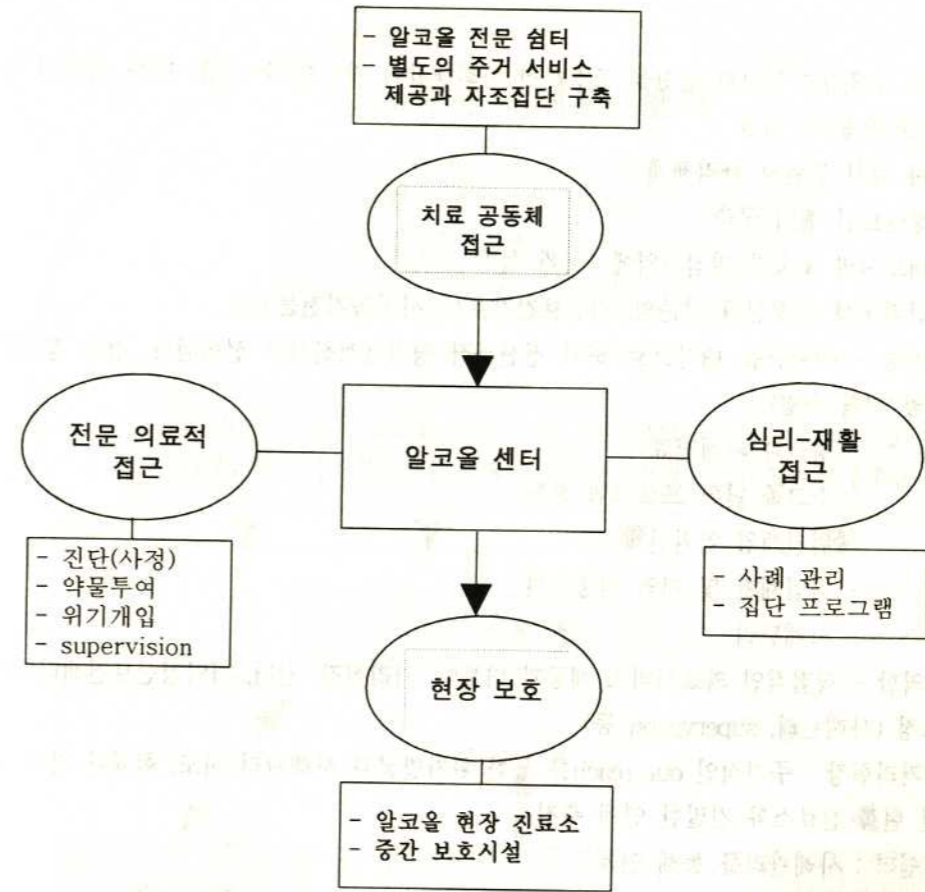 - 알코올 전문 쉼터
- 별도의 주거 서비스
제공과 자조집단 구축
치료 공동체
접근
전문 의료적
접근
알코올 센터
심리-재활
접근
- 진단(사정)
- 약물투여
- 위기개입
- supervision
- 사례 관리
- 집단 프로그램
현장 보호
- 알코올 현장 진료소
- 중간 보호시설